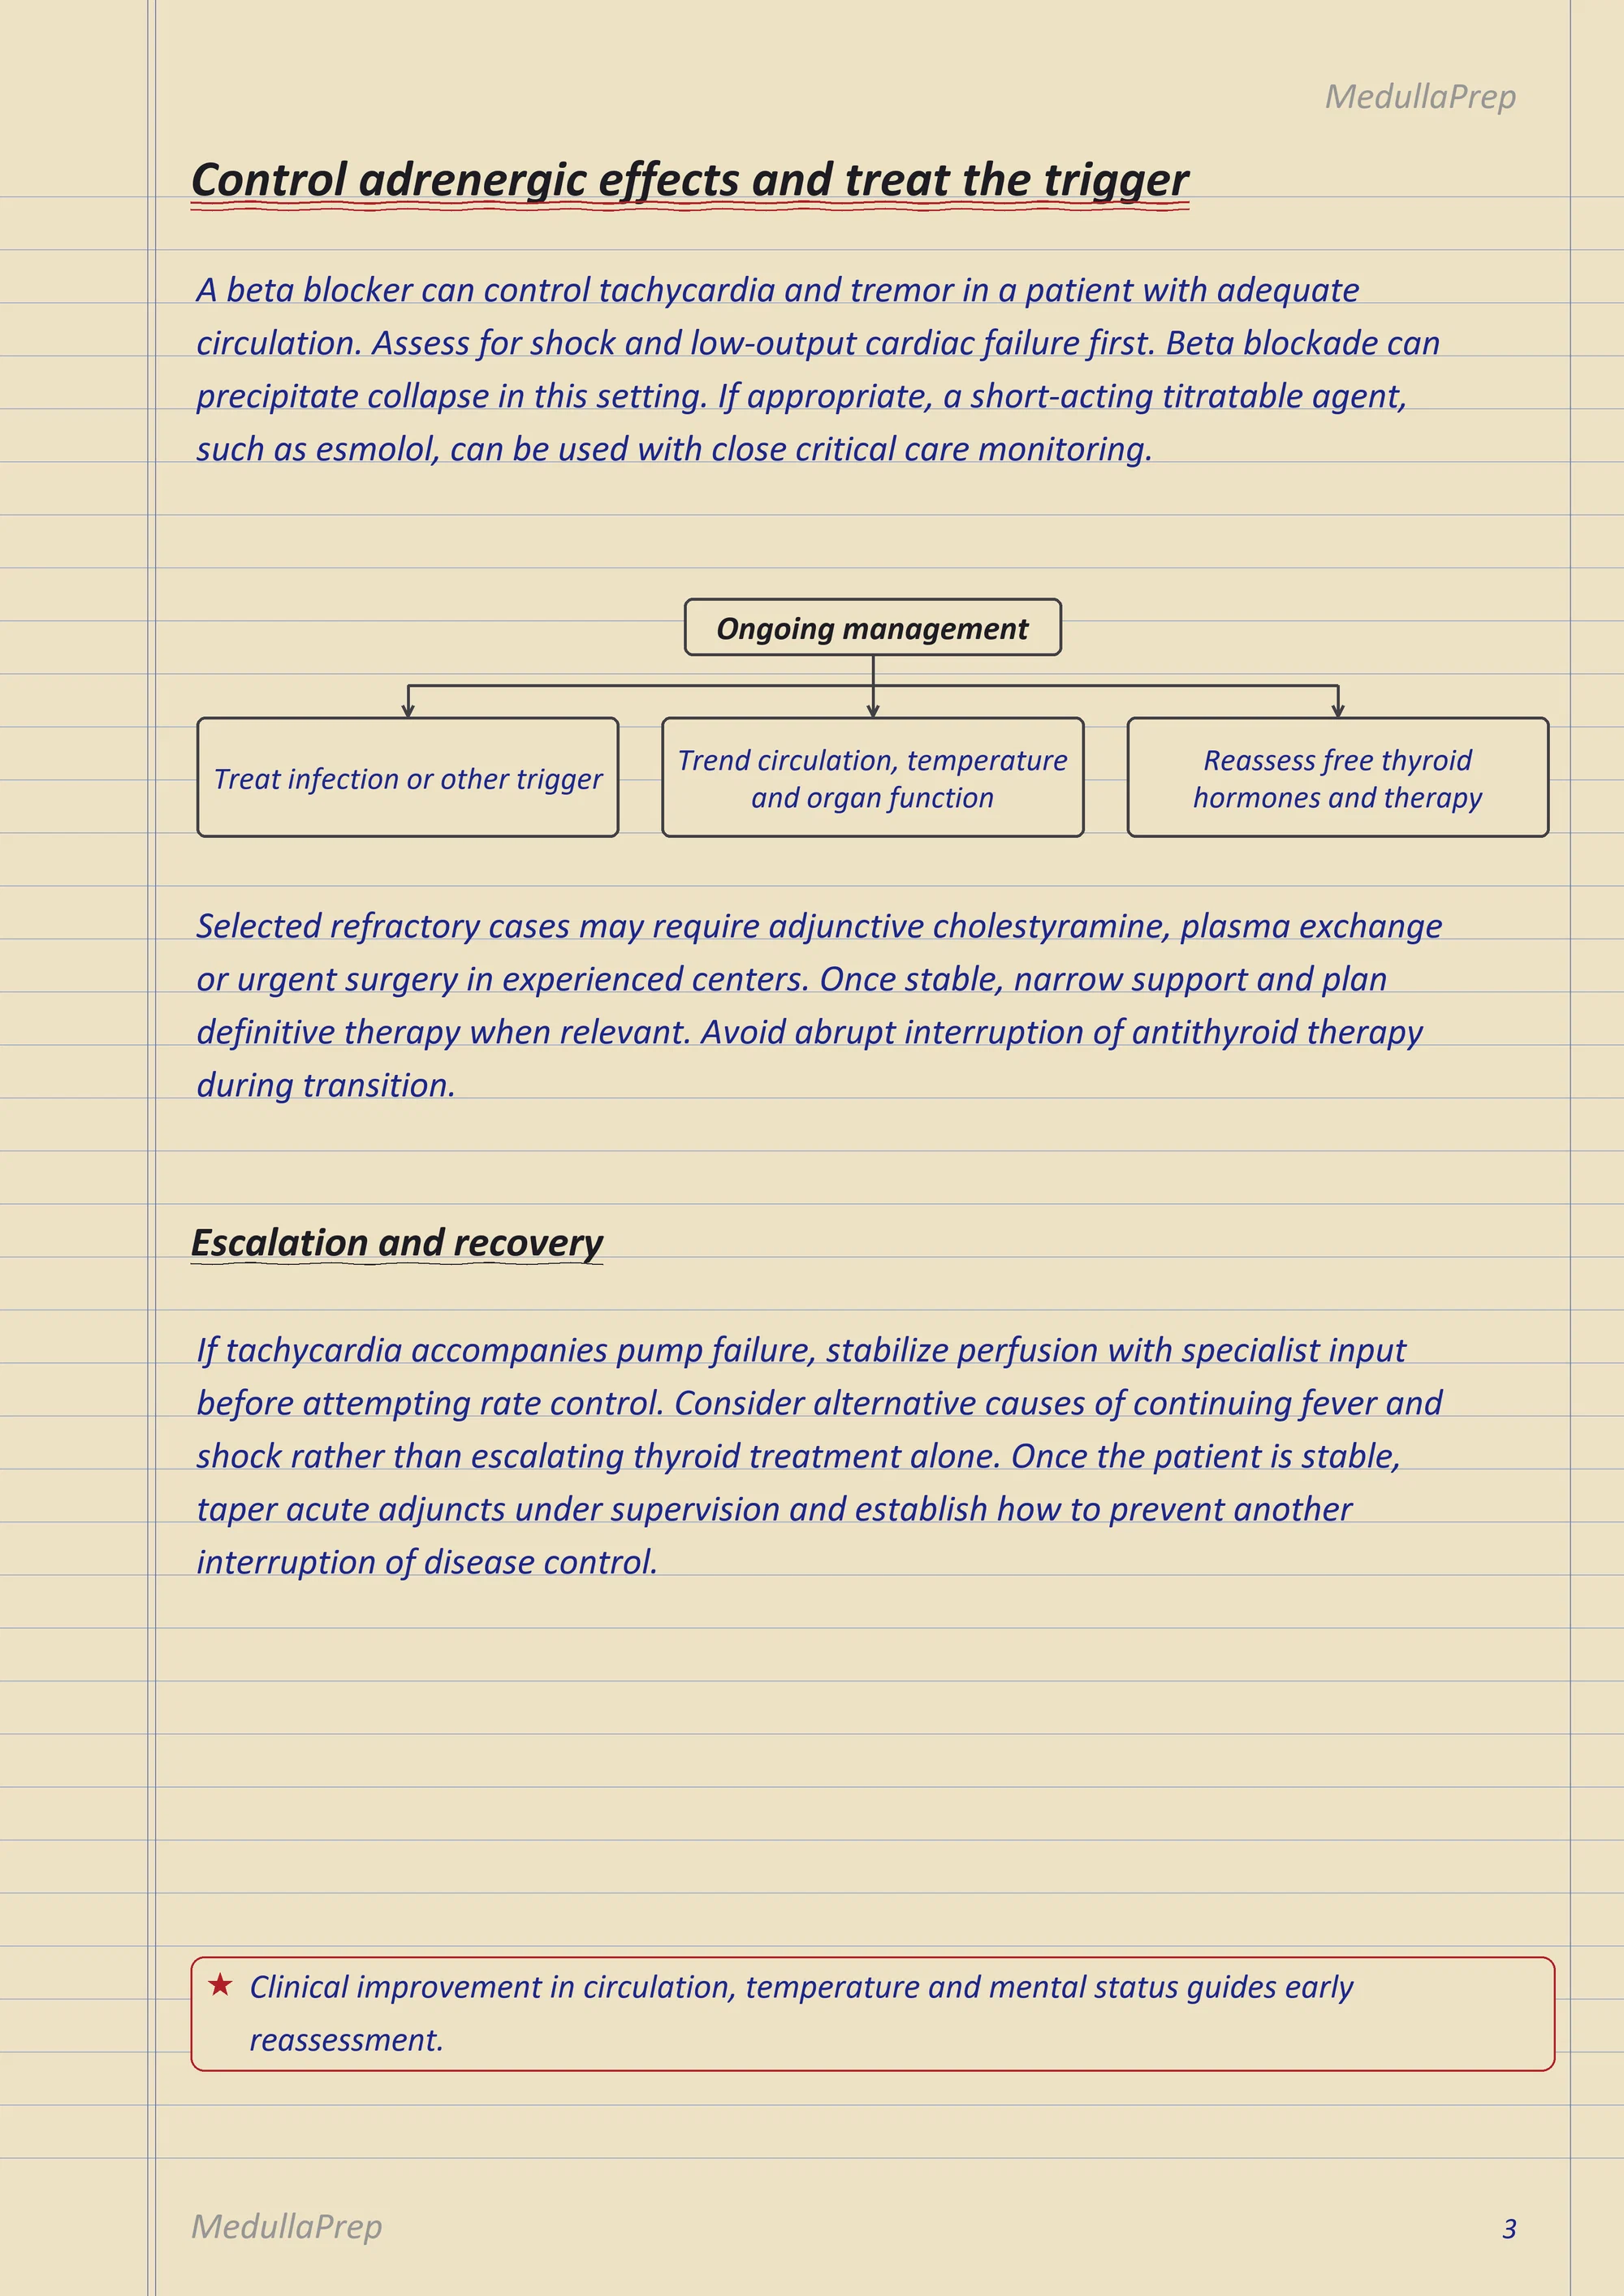 MedullaPrep
Control adrenergic effects and treat the trigger
A beta blocker can control tachycardia and tremor in a patient with adequate
circulation. Assess for shock and low-output cardiac failure first. Beta blockade can
precipitate collapse in this setting. If appropriate, a short-acting titratable agent,
such as esmolol, can be used with close critical care monitoring.
Ongoing management
Treat infection or other trigger
Trend circulation, temperature
and organ function
Reassess free thyroid
hormones and therapy
Selected refractory cases may require adjunctive cholestyramine, plasma exchange
or urgent surgery in experienced centers. Once stable, narrow support and plan
definitive therapy when relevant. Avoid abrupt interruption of antithyroid therapy
during transition.
Escalation and recovery
If tachycardia accompanies pump failure, stabilize perfusion with specialist input
before attempting rate control. Consider alternative causes of continuing fever and
shock rather than escalating thyroid treatment alone. Once the patient is stable,
taper acute adjuncts under supervision and establish how to prevent another
interruption of disease control.
★ Clinical improvement in circulation, temperature and mental status guides early
reassessment.
MedullaPrep
3